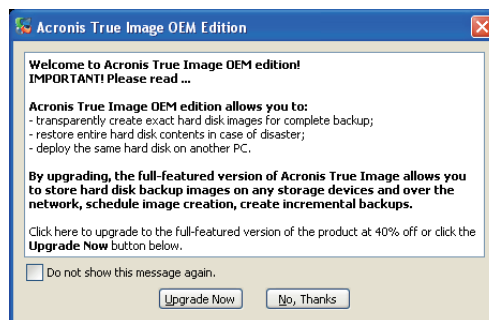 Acronis True Image OEM Edition
Welcome to Acronis True Image OEM edition!
IMPORTANT! Please read ...
Acronis True Image OEM edition allows you to:
- transparently create exact hard disk images for complete backup;
- restore entire hard disk contents in case of disaster;
- deploy the same hard disk on another PC.
By upgrading, the full-featured version of Acronis True Image allows you
to store hard disk backup images on any storage devices and over the
network, schedule image creation, create incremental backups.
Click here to upgrade to the full-featured version of the product at 40% off or click the
Upgrade Now button below.
Do not show this message again.
Upgrade Now No, Thanks